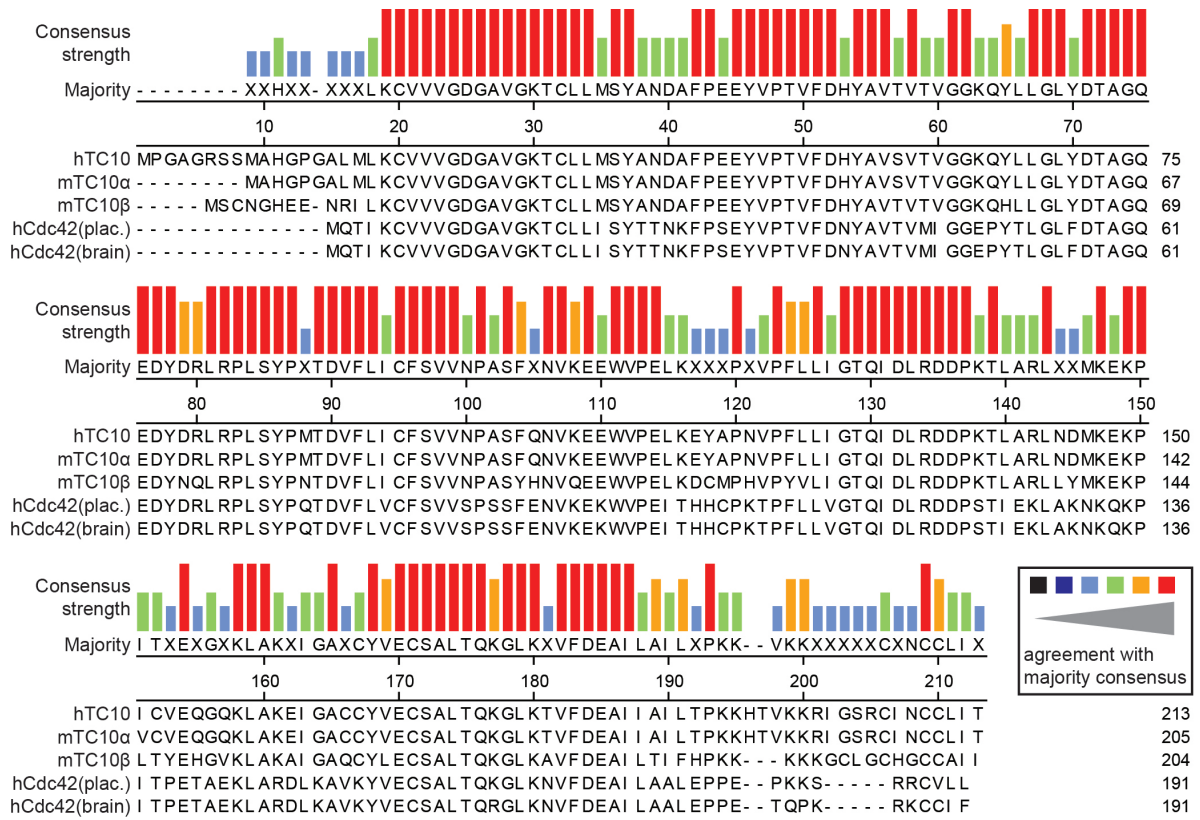 Consensus
strength
Majority - - - - - - - - XXHXX-XXXLKCVVVGDGAVGKTCLLMSYANDAFPEEYVPTVFDHYAVTVTVGGKQYLLGLYDTAGQ
10 20 30 40 50 60 70
hTC10 MPGAGRSSMAHGPGALMLKCVVVGDGAVGKTCLLMSYANDAFPEEYVPTVFDHYAVSVTVGGKQYLLGLYDTAGQ 75
mTC10α - - - - - - - - MAHGPGALMLKCVVVGDGAVGKTCLLMSYANDAFPEEYVPTVFDHYAVSVTVGGKQYLLGLYDTAGQ 67
mTC10β - - - - - MSCNGHEE-NRILKCVVVGDGAVGKTCLLMSYANDAFPEEYVPTVFDHYAVTVTVGGKQHLLGLYDTAGQ 69
hCdc42(plac.) - - - - - - - - - - - - - - MQTIKCVVVGDGAVGKTCLLISYTTNKFPSEYVPTVFDNYAVTVMIGGEPYTLGLFDTAGQ 61
hCdc42(brain) - - - - - - - - - - - - - - MQTIKCVVVGDGAVGKTCLLISYTTNKFPSEYVPTVFDNYAVTVMIGGEPYTLGLFDTAGQ 61
Consensus
strength
Majority EDYDRLRPLSYPXTDVFLICFSVVNPASFXNVKEEWVPELKXXXPXVPFLLIGTQIDLRDDPKTLARLXXMKEKP
80 90 100 110 120 130 140 150
hTC10 EDYDRLRPLSYPMTDVFLICFSVVNPASFQNVKEEWVPELKEYAPNVPFLLIGTQIDLRDDPKTLARLNDMKEKP 150
mTC10α EDYDRLRPLSYPMTDVFLICFSVVNPASFQNVKEEWVPELKEYAPNVPFLLIGTQIDLRDDPKTLARLNDMKEKP 142
mTC10β EDYNQLRPLSYPNTDVFLICFSVVNPASYHNVQEEWVPELKDCMPHVPYVLIGTQIDLRDDPKTLARLLYMKEKP 144
hCdc42(plac.) EDYDRLRPLSYPQTDVFLVCFSVVSPSSFENVKEKWVPEITHHCPKTPFLLVGTQIDLRDDPSTIEKLAKNKQKP 136
hCdc42(brain) EDYDRLRPLSYPQTDVFLVCFSVVSPSSFENVKEKWVPEITHHCPKTPFLLVGTQIDLRDDPSTIEKLAKNKQKP 136
Consensus
strength
Majority ITXEXGXKLAKXIGAXCYVECSALTQKGLKXVFDEAILAILXPKK--VKKXXXXXCXNCCLIX
160 170 180 190 200 210
hTC10 ICVEQGQKLAKEIGACCYVECSALTQKGLKTVFDEAIIAILTPKKHTVKKRIGSRCINCCLIT 213
mTC10α VCVEQGQKLAKEIGACCYVECSALTQKGLKTVFDEAIIAILTPKKHTVKKRIGSRCINCCLIT 205
mTC10β LTYEHGVKLAKAIGAQCYLECSALTQKGLKAVFDEAILTIFHPKK---KKKGCLGCHGCCAII 204
hCdc42(plac.) ITPETAEKLARDLKAVKYVECSALTQKGLKNVFDEAILAALEPPE--PKKS-----RRCVLL 191
hCdc42(brain) ITPETAEKLARDLKAVKYVECSALTQRGLKNVFDEAILAALEPPE--TQPK-----RKCCIF 191
agreement with
majority consensus